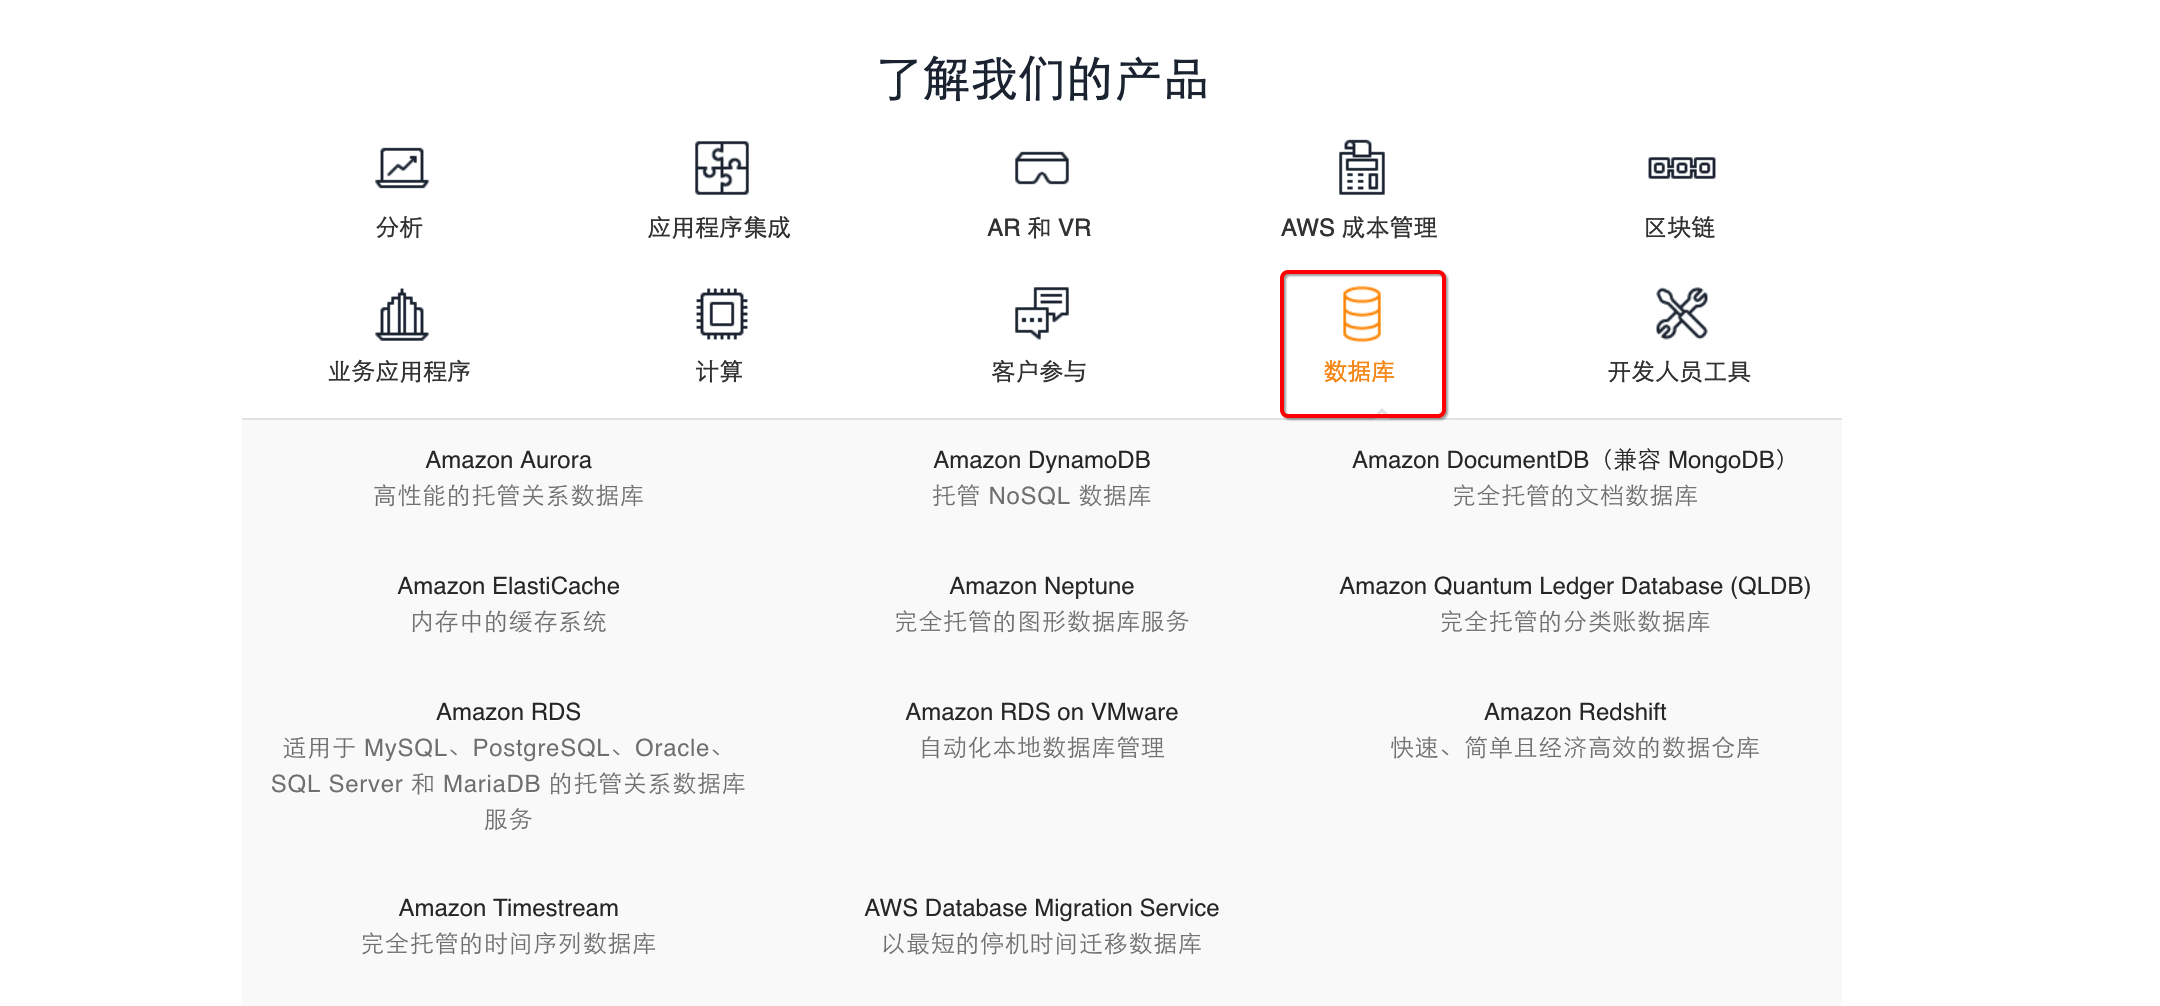 了解我们的产品
分析
应用程序集成
AR 和 VR
AWS 成本管理
区块链
业务应用程序
计算
客户参与
数据库
开发人员工具
Amazon Aurora
高性能的托管关系数据库
Amazon DynamoDB
托管 NoSQL 数据库
Amazon DocumentDB（兼容 MongoDB）
完全托管的文档数据库
Amazon ElastiCache
内存中的缓存系统
Amazon Neptune
完全托管的图形数据库服务
Amazon Quantum Ledger Database (QLDB)
完全托管的分类账数据库
Amazon RDS
适用于 MySQL、PostgreSQL、Oracle、
SQL Server 和 MariaDB 的托管关系数据库
服务
Amazon RDS on VMware
自动化本地数据库管理
Amazon Redshift
快速、简单且经济高效的数据仓库
Amazon Timestream
完全托管的时间序列数据库
AWS Database Migration Service
以最短的停机时间迁移数据库